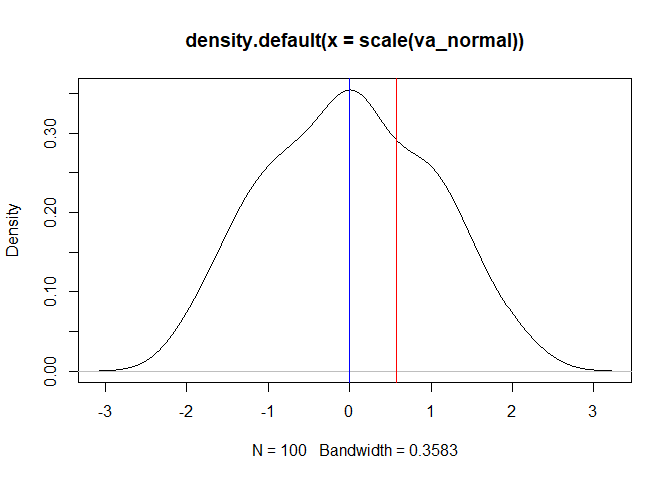 density.default(x = scale(va_normal))
Density
0.00 0.10 0.20 0.30
-3 -2 -1 0 1 2 3
N = 100 Bandwidth = 0.3583